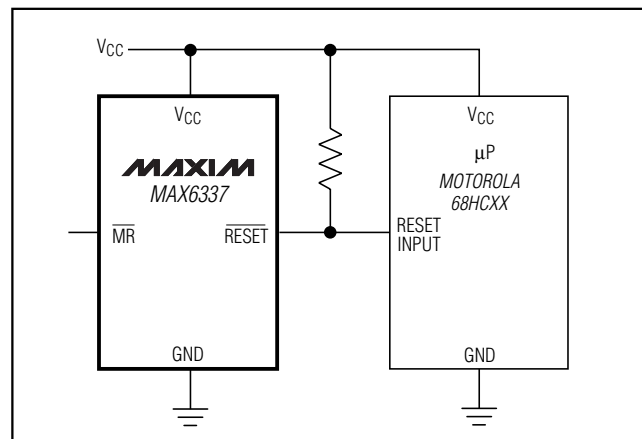 VCC
VCC
MAXIM
MAX6337
MR
RESET
GND
VCC
µP
MOTOROLA
68HCXX
RESET
INPUT
GND